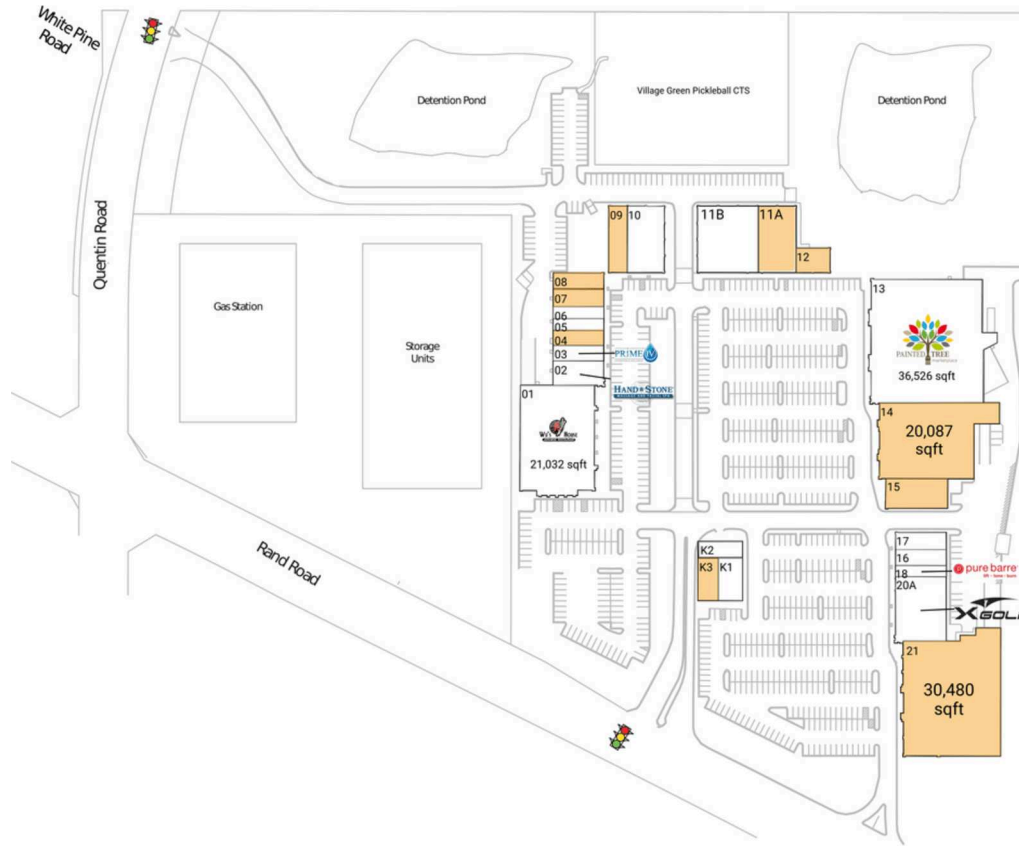 White Pine
Road
Detention Pond
Village Green Pickleball CTS
Detention Pond
Quentin Road
09
10
11B
11A
12
Gas Station
Storage
Units
08
07
06
05
04
03
PRIME IV
02
HAND & STONE
01
Wu's House
21,032 sqft
13
PAINTED TREE
36,526 sqft
14
20,087
sqft
15
Rand Road
K2
K3
K1
17
16
18
pure barre
20A
XGOLF
21
30,480
sqft